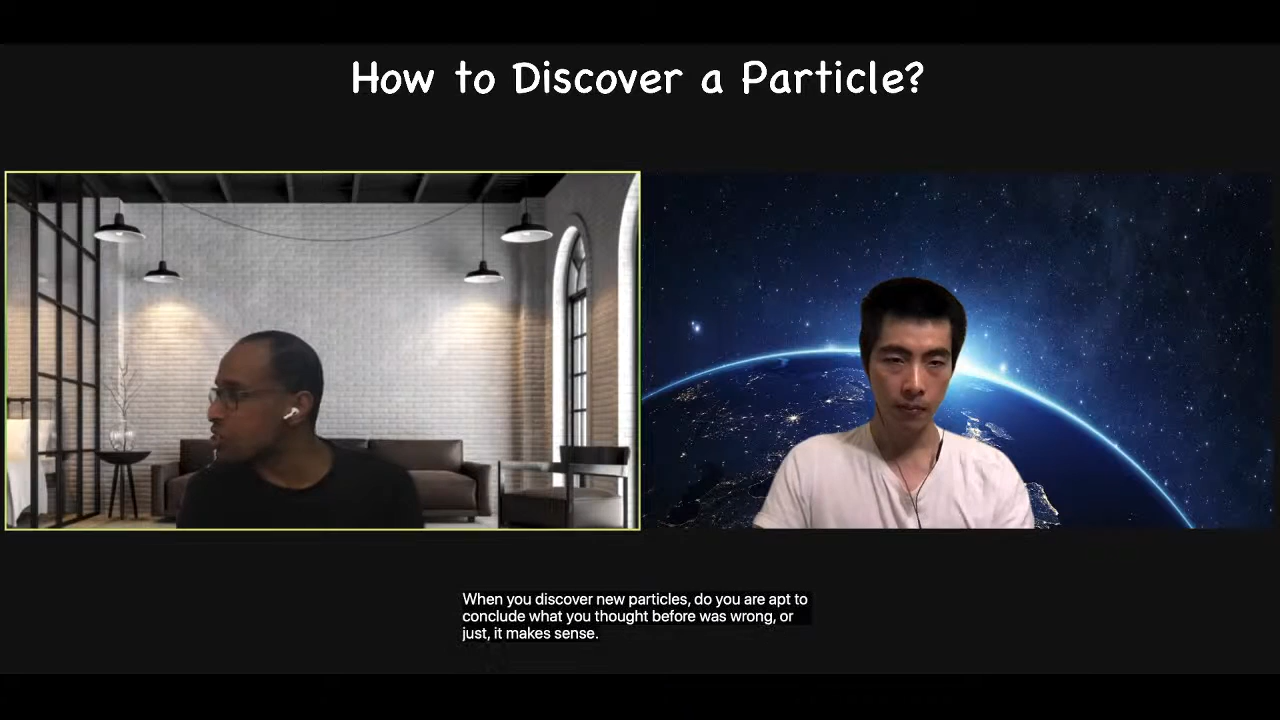 How to Discover a Particle?
When you discover new particles, do you are apt to
conclude what you thought before was wrong, or
just, it makes sense.